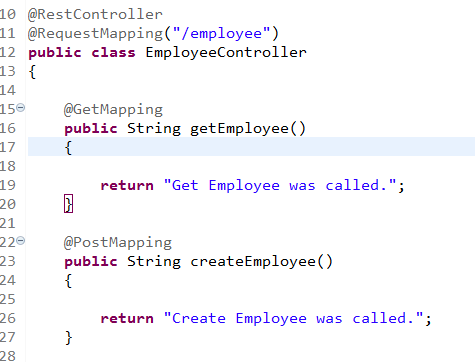 10 @RestController
11 @RequestMapping("/employee")
12 public class EmployeeController
13 {
14
15 @GetMapping
16 public String getEmployee()
17 {
18
19 return "Get Employee was called.";
20 }
21
22 @PostMapping
23 public String createEmployee()
24 {
25
26 return "Create Employee was called.";
27 }
28